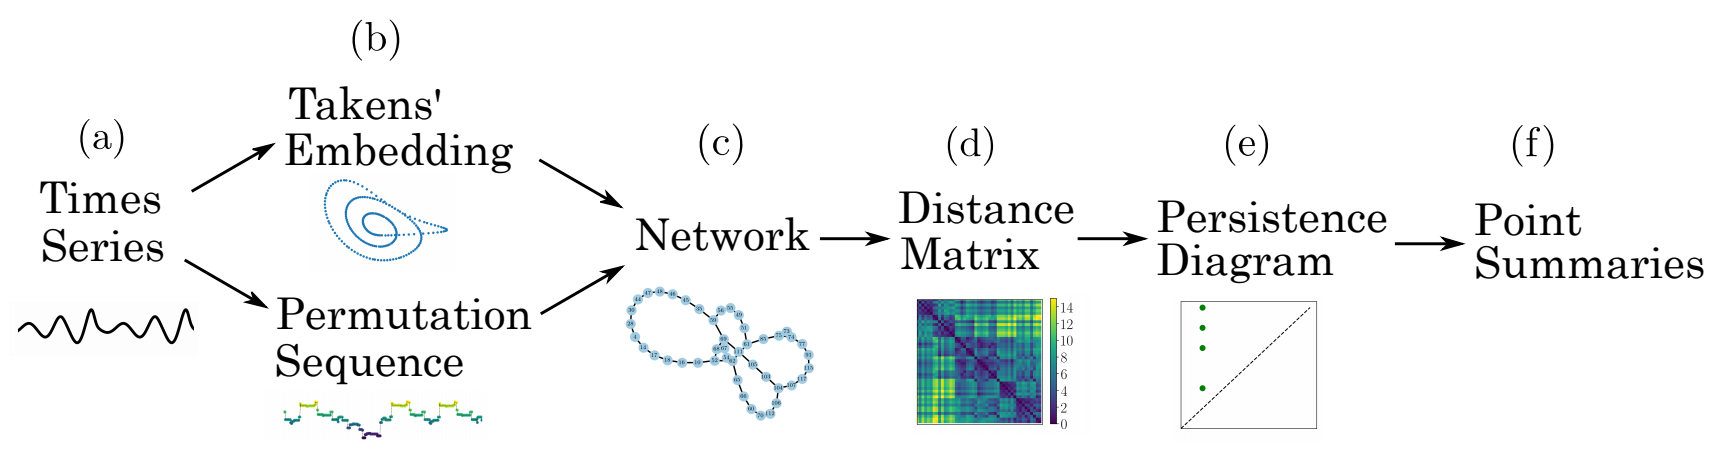 (a)
Times
Series
(b)
Takens'
Embedding
Permutation
Sequence
(c)
Network
(d)
Distance
Matrix
14
12
10
8
6
4
2
0
(e)
Persistence
Diagram
(f)
Point
Summaries